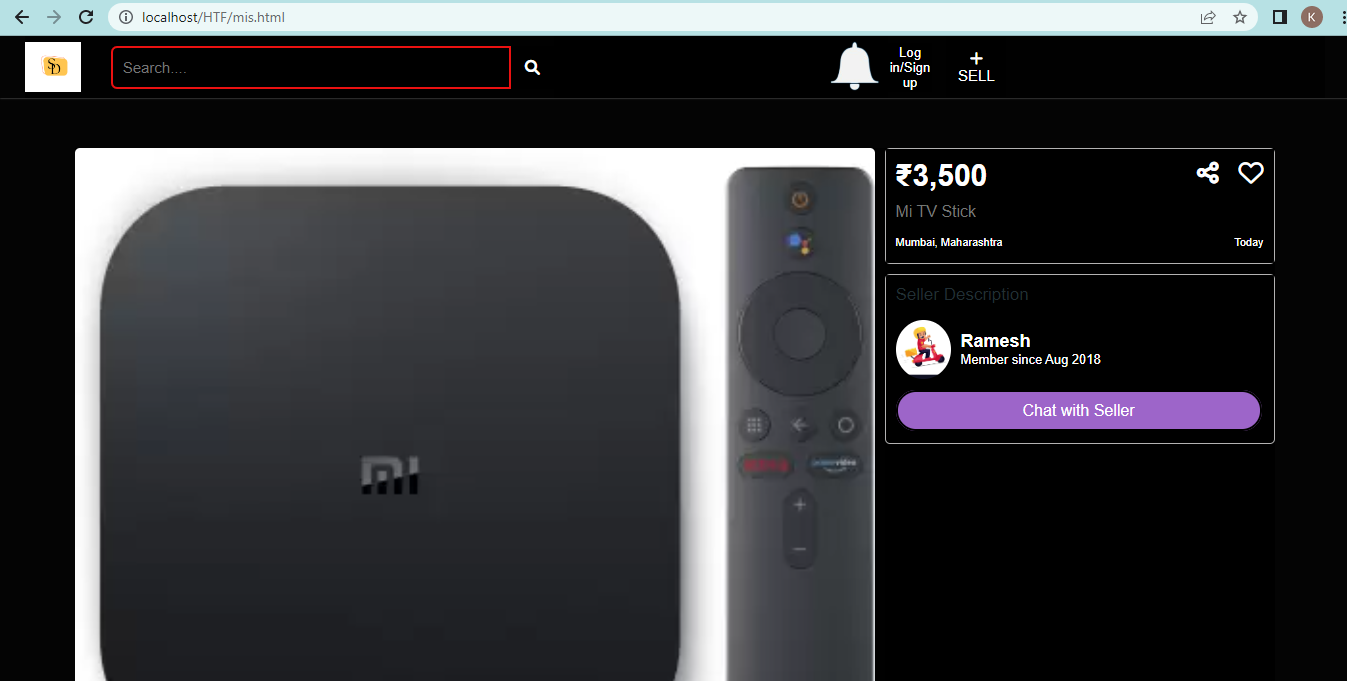 localhost/HTF/mis.html
K
SD
Search....
Log
in/Sign
up
+
SELL
₹3,500
Mi TV Stick
Mumbai, Maharashtra
Today
Seller Description
Ramesh
Member since Aug 2018
Chat with Seller
mi
prime video